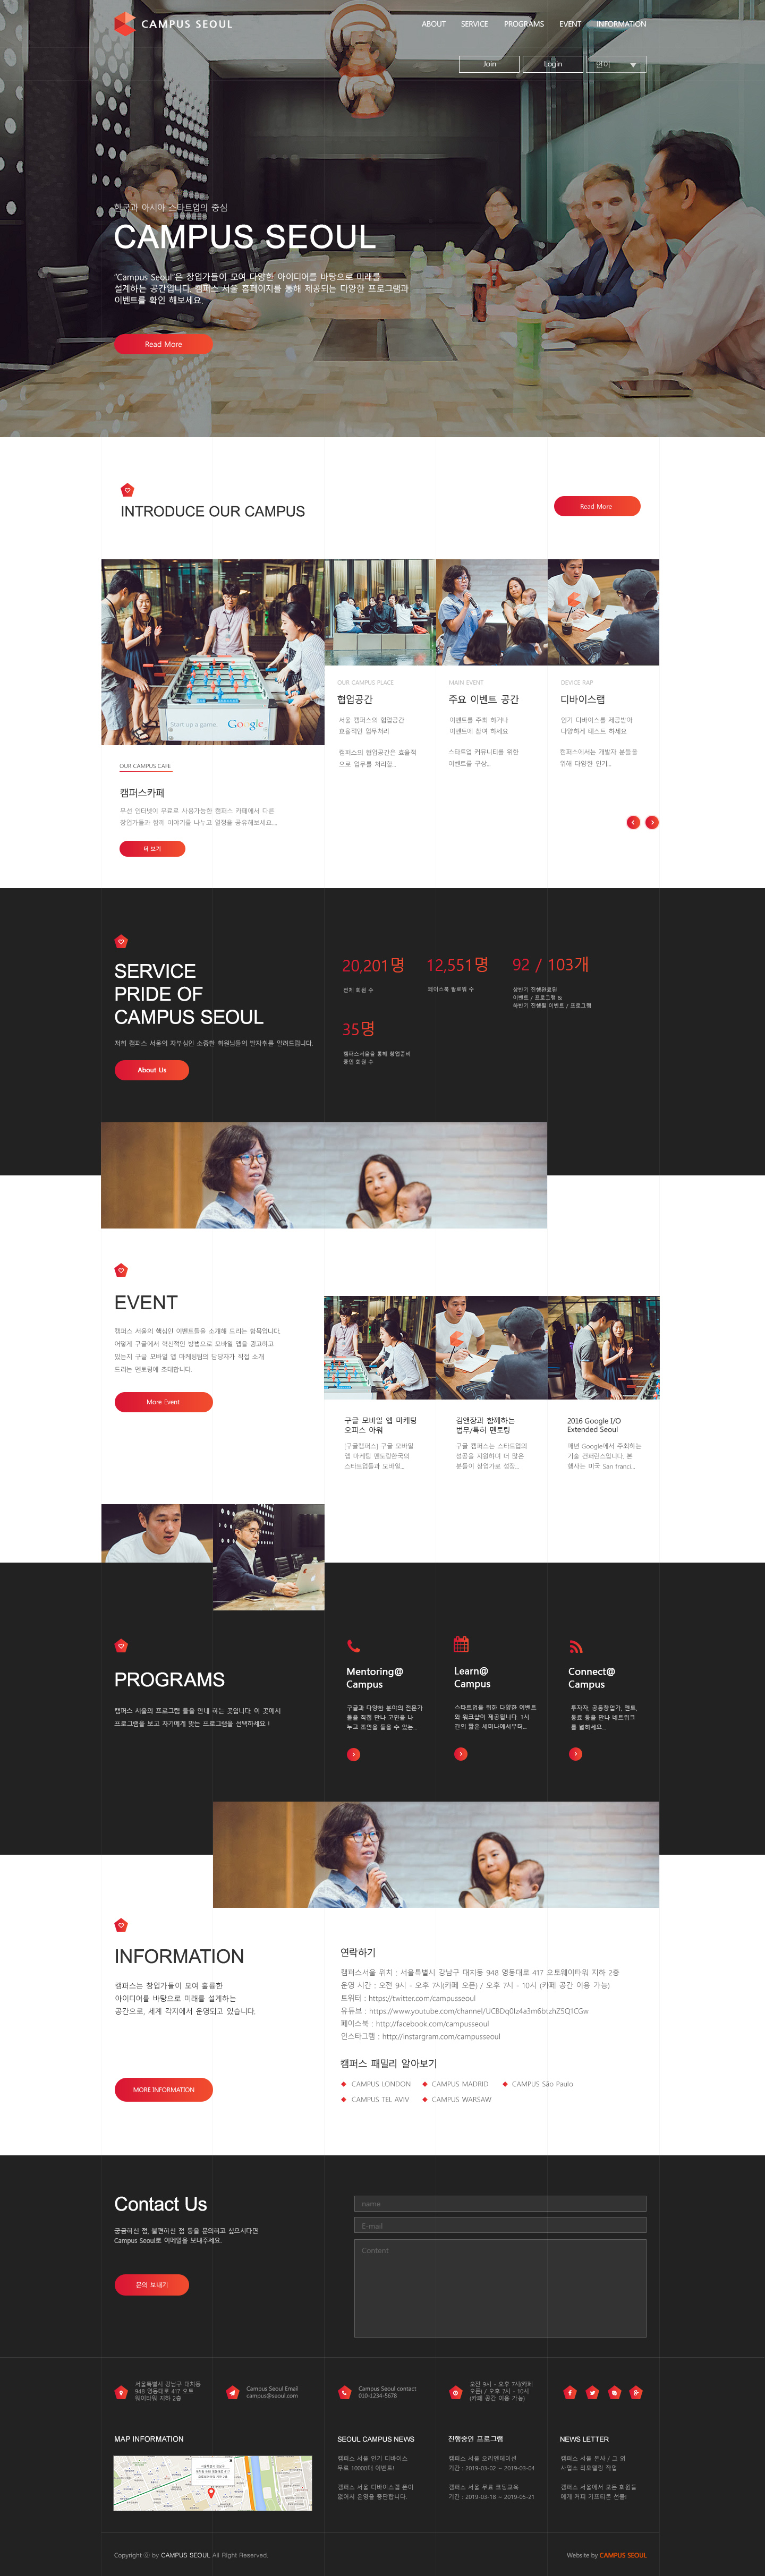 CAMPUS SEOUL
ABOUT SERVICE PROGRAMS EVENT INFORMATION
Join Login 언어
한국과 아시아 스타트업의 중심
CAMPUS SEOUL
"Campus Seoul"은 창업가들이 모여 다양한 아이디어를 바탕으로 미래를
설계하는 공간입니다. 캠퍼스 서울 홈페이지를 통해 제공되는 다양한 프로그램과
이벤트를 확인 해보세요.
Read More
INTRODUCE OUR CAMPUS
Read More
Start up a game. Google
OUR CAMPUS CAFE
캠퍼스카페
무선 인터넷이 무료로 사용가능한 캠퍼스 카페에서 다른
창업가들과 함께 이야기를 나누고 열정을 공유해보세요...
더 보기
OUR CAMPUS PLACE
협업공간
서울 캠퍼스의 협업공간
효율적인 업무처리
캠퍼스의 협업공간은 효율적
으로 업무를 처리할...
MAIN EVENT
주요 이벤트 공간
이벤트를 주최 하거나
이벤트에 참여 하세요
스타트업 커뮤니티를 위한
이벤트를 구상...
DEVICE RAP
디바이스랩
인기 디바이스를 제공받아
다양하게 테스트 하세요
캠퍼스에서는 개발자 분들을
위해 다양한 인기...
SERVICE
PRIDE OF
CAMPUS SEOUL
저희 캠퍼스 서울의 자부심인 소중한 회원님들의 발자취를 알려드립니다.
About Us
20,201명
전체 회원 수
12,551명
페이스북 팔로워 수
92 / 103개
상반기 진행완료된
이벤트 / 프로그램 &
하반기 진행될 이벤트 / 프로그램
35명
캠퍼스서울을 통해 창업준비
중인 회원 수
EVENT
캠퍼스 서울의 핵심인 이벤트들을 소개해 드리는 항목입니다.
어떻게 구글에서 혁신적인 방법으로 모바일 앱을 광고하고
있는지 구글 모바일 앱 마케팅팀의 담당자가 직접 소개
드리는 멘토링에 초대합니다.
More Event
구글 모바일 앱 마케팅
오피스 아워
[구글캠퍼스] 구글 모바일
앱 마케팅 멘토링한국의
스타트업들과 모바일...
김앤장과 함께하는
법무/특허 멘토링
구글 캠퍼스는 스타트업의
성공을 지원하며 더 많은
분들이 창업가로 성장...
2016 Google I/O
Extended Seoul
매년 Google에서 주최하는
기술 컨퍼런스입니다. 본
행사는 미국 San franci...
PROGRAMS
캠퍼스 서울의 프로그램 들을 안내 하는 곳입니다. 이 곳에서
프로그램을 보고 자기에게 맞는 프로그램을 선택하세요 !
Mentoring@
Campus
구글과 다양한 분야의 전문가
들을 직접 만나 고민을 나
누고 조언을 들을 수 있는...
Learn@
Campus
스타트업을 위한 다양한 이벤트
와 워크샵이 제공됩니다. 1시
간의 짧은 세미나에서부터...
Connect@
Campus
투자자, 공동창업가, 멘토,
동료 등을 만나 네트워크
를 넓히세요...
INFORMATION
캠퍼스는 창업가들이 모여 훌륭한
아이디어를 바탕으로 미래를 설계하는
공간으로, 세계 각지에서 운영되고 있습니다.
MORE INFORMATION
연락하기
캠퍼스서울 위치 : 서울특별시 강남구 대치동 948 영동대로 417 오토웨이타워 지하 2층
운영 시간 : 오전 9시 - 오후 7시(카페 오픈) / 오후 7시 - 10시 (카페 공간 이용 가능)
트위터 : https://twitter.com/campusseoul
유튜브 : https://www.youtube.com/channel/UCBDq0Iz4a3m6btzhZ5Q1CGw
페이스북 : http://facebook.com/campusseoul
인스타그램 : http://instargram.com/campusseoul
캠퍼스 패밀리 알아보기
CAMPUS LONDON CAMPUS MADRID CAMPUS São Paulo
CAMPUS TEL AVIV CAMPUS WARSAW
Contact Us
궁금하신 점, 불편하신 점 등을 문의하고 싶으시다면
Campus Seoul로 이메일을 보내주세요.
문의 보내기
name
E-mail
Content
서울특별시 강남구 대치동
948 영동대로 417 오토
웨이타워 지하 2층
Campus Seoul Email
campus@seoul.com
Campus Seoul contact
010-1234-5678
오전 9시 - 오후 7시(카페
오픈) / 오후 7시 - 10시
(카페 공간 이용 가능)
MAP INFORMATION
SEOUL CAMPUS NEWS
캠퍼스 서울 인기 디바이스
무료 10000대 이벤트!
캠퍼스 서울 디바이스랩 폰이
없어서 운영을 중단합니다.
진행중인 프로그램
캠퍼스 서울 오리엔테이션
기간 : 2019-03-02 ~ 2019-03-04
캠퍼스 서울 무료 코딩교육
기간 : 2019-03-18 ~ 2019-05-21
NEWS LETTER
캠퍼스 서울 본사 / 그 외
사업소 리모델링 작업
캠퍼스 서울에서 모든 회원들
에게 커피 기프티콘 선물!
Copyright ⓒ by CAMPUS SEOUL All Right Reserved.
Website by CAMPUS SEOUL